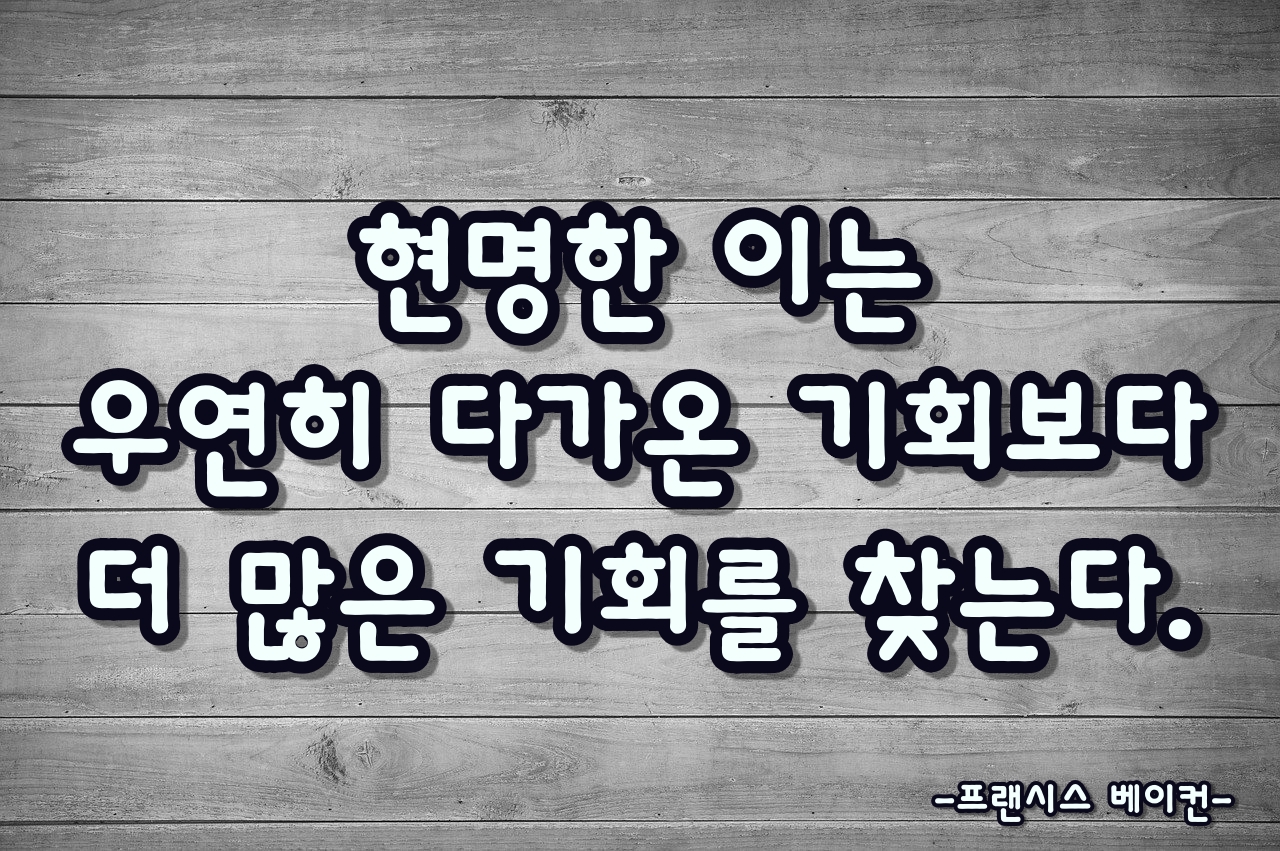 현명한 이는
우연히 다가온 기회보다
더 많은 기회를 찾는다.
-프랜시스 베이컨-